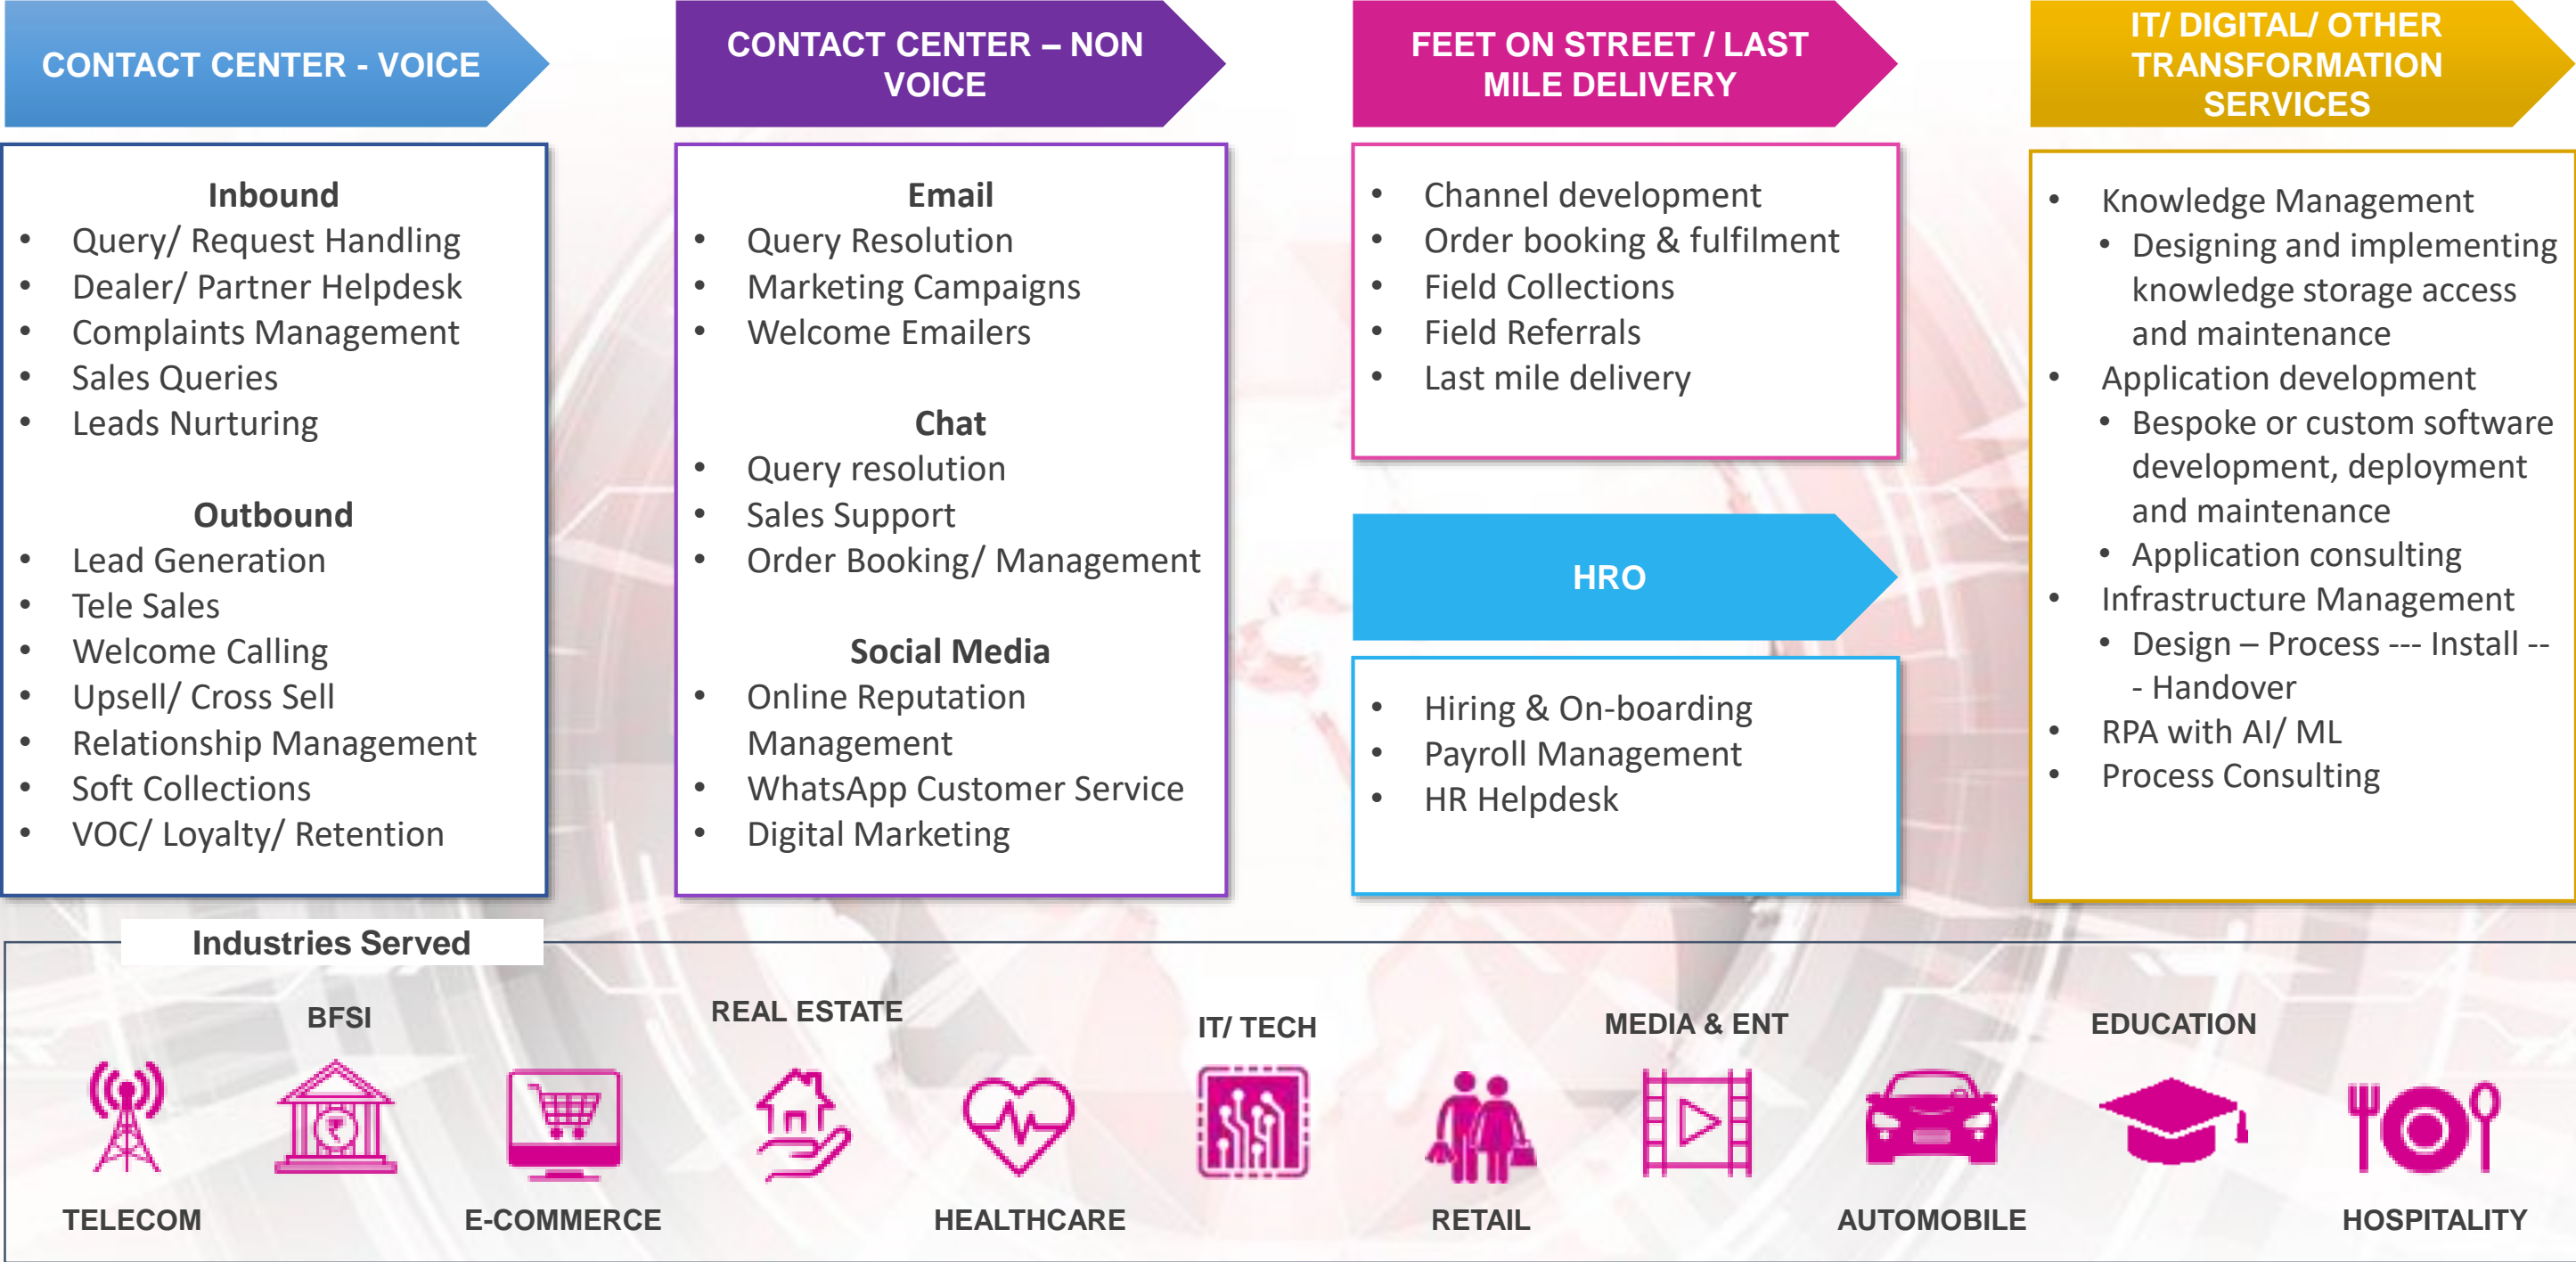 CONTACT CENTER - VOICE
Inbound
• Query/ Request Handling
• Dealer/ Partner Helpdesk
• Complaints Management
• Sales Queries
• Leads Nurturing
Outbound
• Lead Generation
• Tele Sales
• Welcome Calling
• Upsell/ Cross Sell
• Relationship Management
• Soft Collections
• VOC/ Loyalty/ Retention
CONTACT CENTER – NON
VOICE
Email
• Query Resolution
• Marketing Campaigns
• Welcome Emailers
Chat
• Query resolution
• Sales Support
• Order Booking/ Management
Social Media
• Online Reputation
Management
• WhatsApp Customer Service
• Digital Marketing
FEET ON STREET / LAST
MILE DELIVERY
• Channel development
• Order booking & fulfilment
• Field Collections
• Field Referrals
• Last mile delivery
HRO
• Hiring & On-boarding
• Payroll Management
• HR Helpdesk
IT/ DIGITAL/ OTHER
TRANSFORMATION
SERVICES
• Knowledge Management
• Designing and implementing
knowledge storage access
and maintenance
• Application development
• Bespoke or custom software
development, deployment
and maintenance
• Application consulting
• Infrastructure Management
• Design – Process --- Install --
- Handover
• RPA with AI/ ML
• Process Consulting
Industries Served
TELECOM
BFSI
₹
E-COMMERCE
REAL ESTATE
HEALTHCARE
IT/ TECH
RETAIL
MEDIA & ENT
AUTOMOBILE
EDUCATION
HOSPITALITY